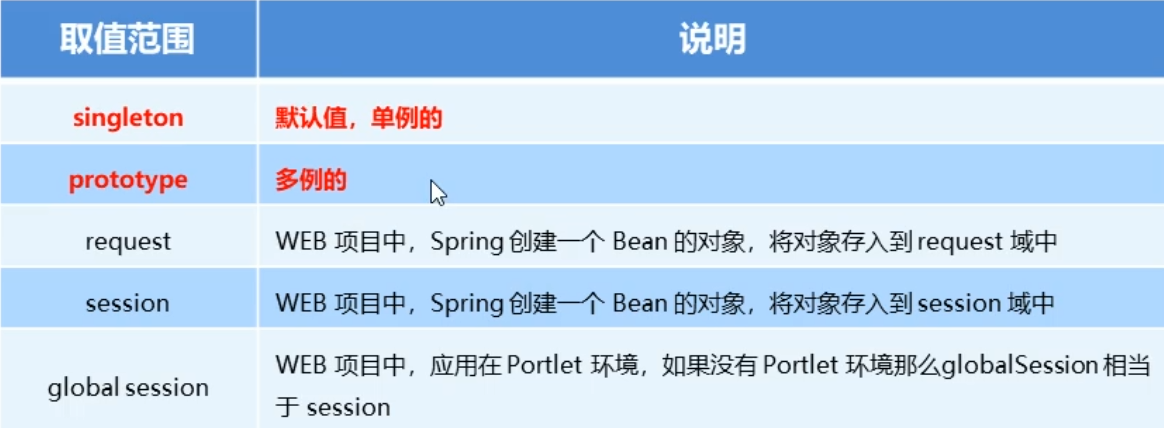 取值范围 说明
singleton 默认值，单例的
prototype 多例的
request WEB 项目中，Spring 创建一个 Bean 的对象，将对象存入到 request 域中
session WEB 项目中，Spring 创建一个 Bean 的对象，将对象存入到 session 域中
global session WEB 项目中，应用在 Portlet 环境，如果没有 Portlet 环境那么globalSession 相当
于 session